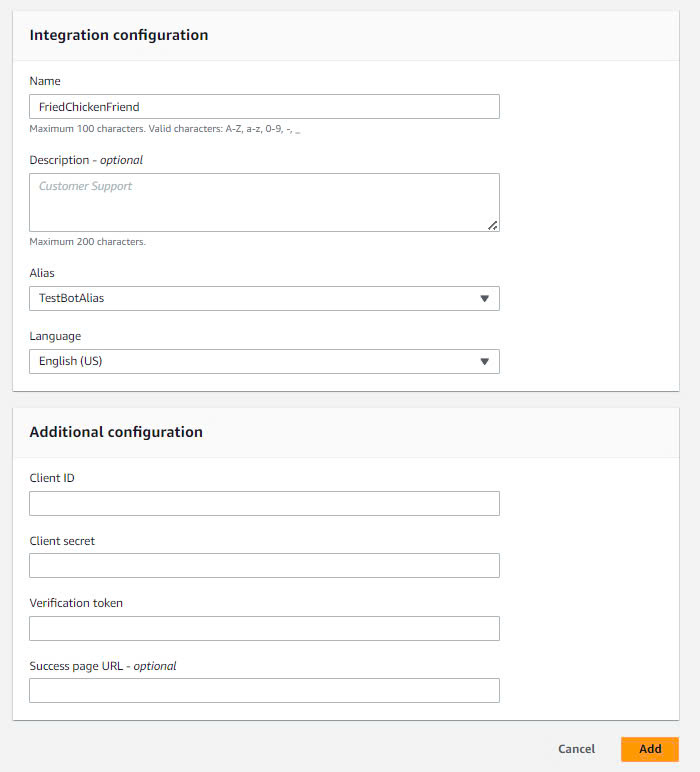 Integration configuration
Name
FriedChickenFriend
Maximum 100 characters. Valid characters: A-Z, a-z, 0-9, -, _
Description - optional
Customer Support
Maximum 200 characters.
Alias
TestBotAlias
Language
English (US)
Additional configuration
Client ID
Client secret
Verification token
Success page URL - optional
Cancel Add